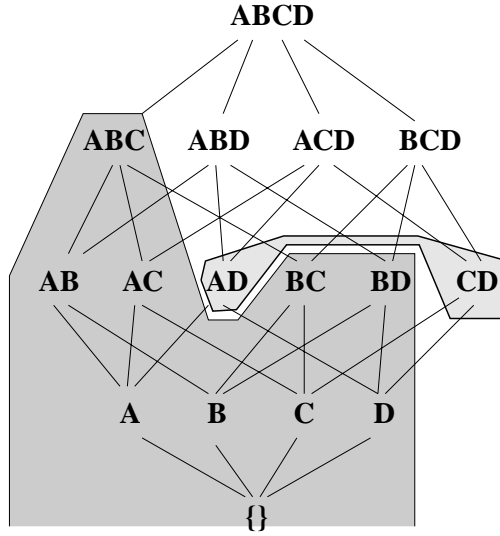 ABCD
ABC ABD ACD BCD
AB AC AD BC BD CD
A B C D
{}